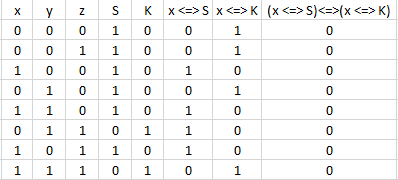 x y z S K x <=> S x <=> K (x <=> S)<=>(x <=> K)
0 0 0 1 0 0 1 0
0 0 1 1 0 0 1 0
1 0 0 1 0 1 0 0
0 1 0 1 0 0 1 0
1 1 0 1 0 1 0 0
0 1 1 0 1 1 0 0
1 0 1 1 0 1 0 0
1 1 1 0 1 0 1 0